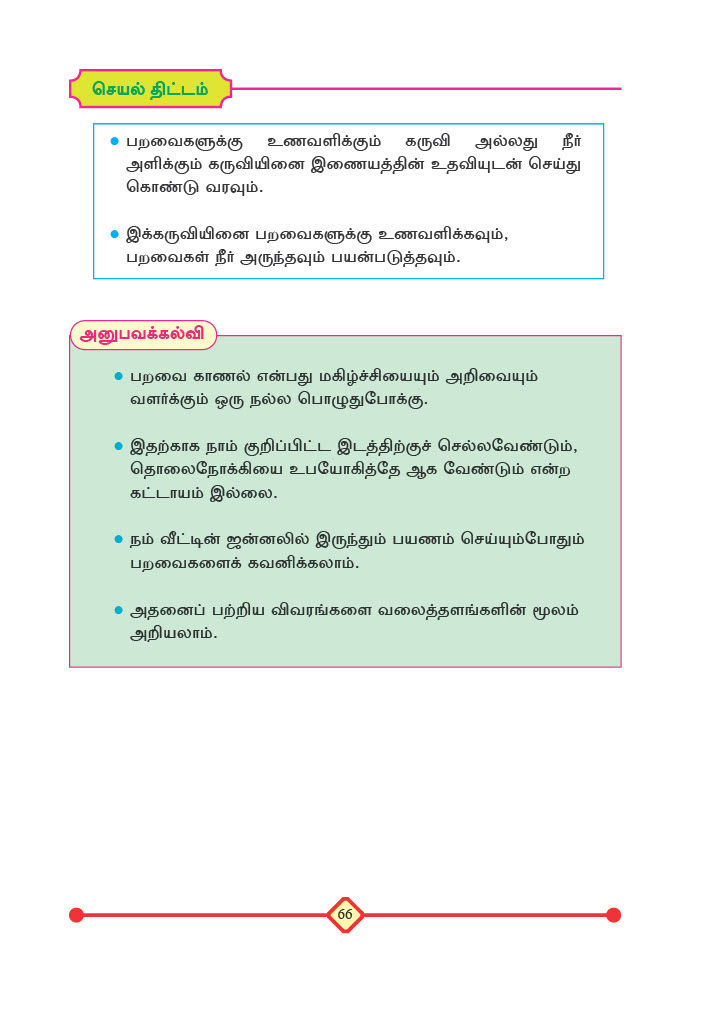 செயல் திட்டம்
● பறவைகளுக்கு உணவளிக்கும் கருவி அல்லது நீர்
அளிக்கும் கருவியினை இணையத்தின் உதவியுடன் செய்து
கொண்டு வரவும்.
● இக்கருவியினை பறவைகளுக்கு உணவளிக்கவும்,
பறவைகள் நீர் அருந்தவும் பயன்படுத்தவும்.
அனுபவக்கல்வி
● பறவை காணல் என்பது மகிழ்ச்சியையும் அறிவையும்
வளர்க்கும் ஒரு நல்ல பொழுதுபோக்கு.
● இதற்காக நாம் குறிப்பிட்ட இடத்திற்குச் செல்லவேண்டும்,
தொலைநோக்கியை உபயோகித்தே ஆக வேண்டும் என்ற
கட்டாயம் இல்லை.
● நம் வீட்டின் ஜன்னலில் இருந்தும் பயணம் செய்யும்போதும்
பறவைகளைக் கவனிக்கலாம்.
● அதனைப் பற்றிய விவரங்களை வலைத்தளங்களின் மூலம்
அறியலாம்.
66